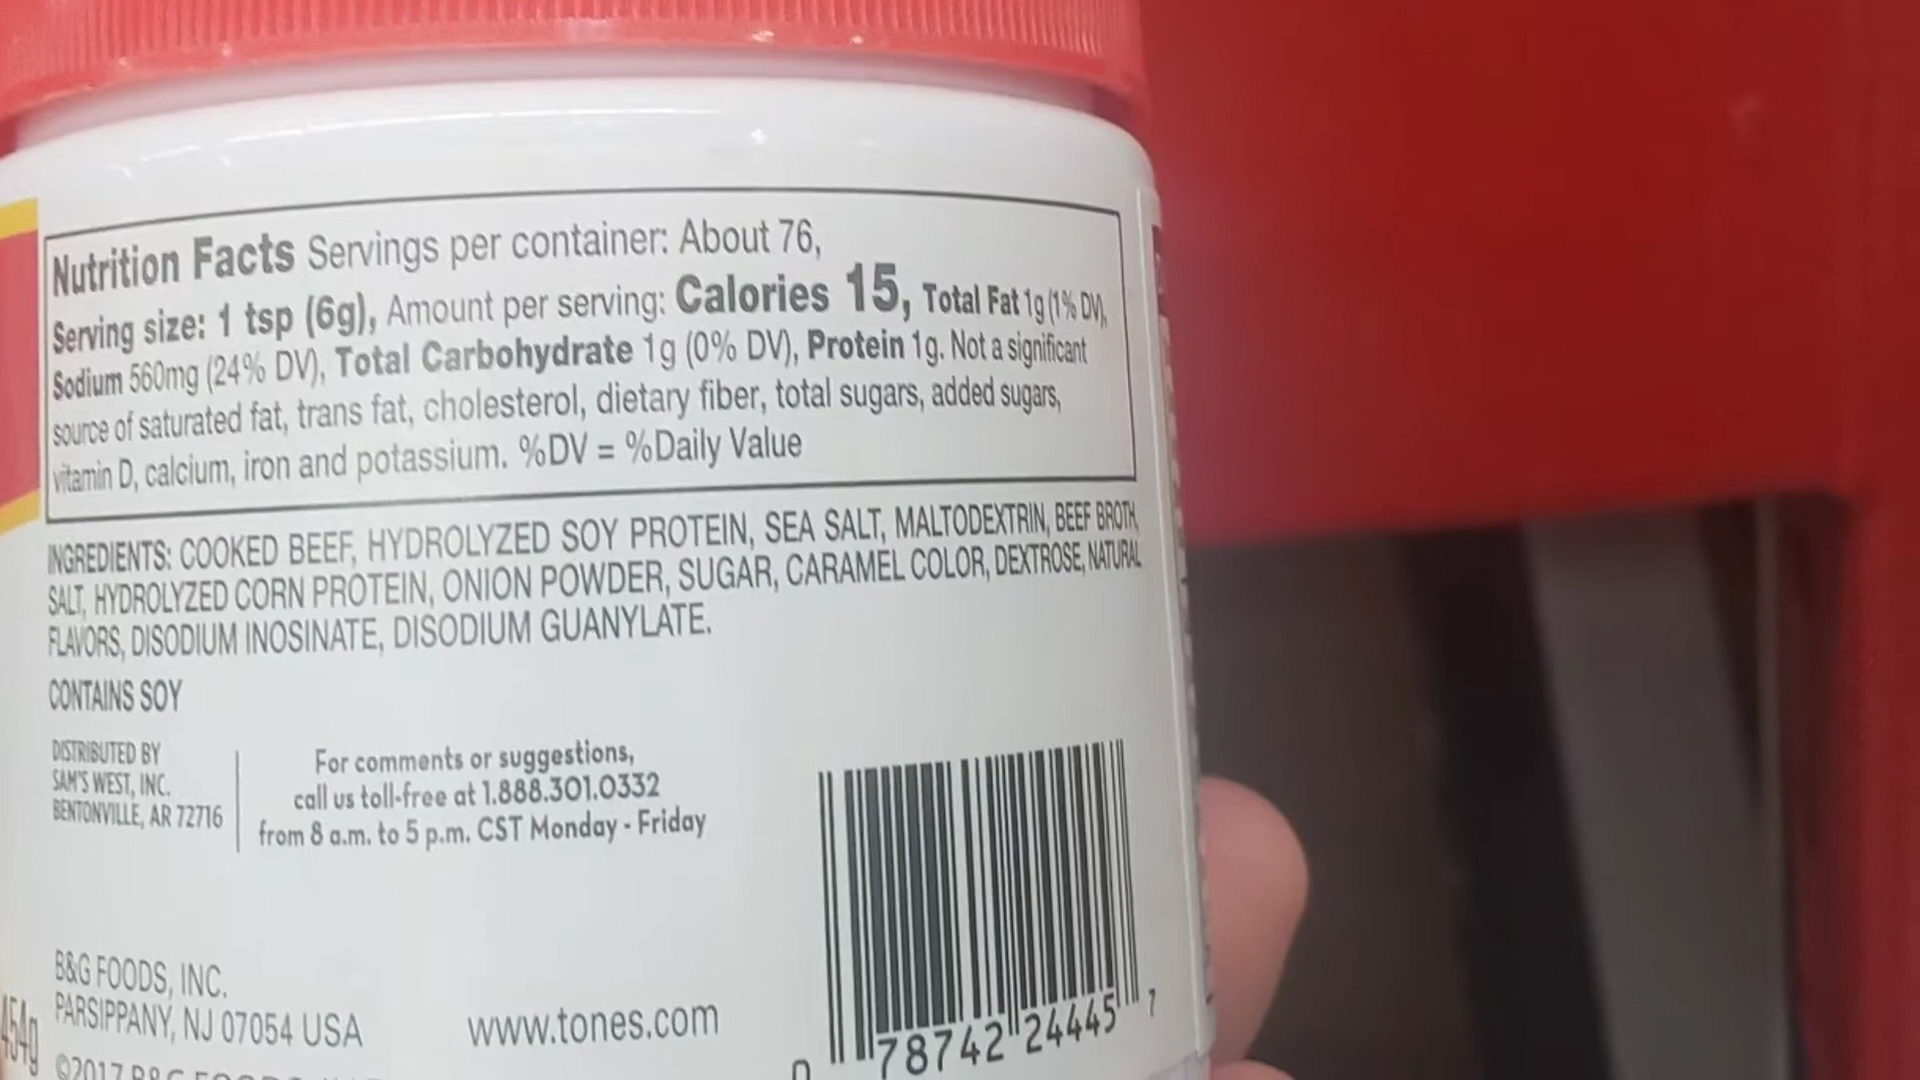 Nutrition Facts Servings per container: About 76,
Serving size: 1 tsp (6g), Amount per serving: Calories 15, Total Fat 1g (1% DV),
Sodium 560mg (24% DV), Total Carbohydrate 1g (0% DV), Protein 1g. Not a significant
source of saturated fat, trans fat, cholesterol, dietary fiber, total sugars, added sugars,
vitamin D, calcium, iron and potassium. %DV = %Daily Value
INGREDIENTS: COOKED BEEF, HYDROLYZED SOY PROTEIN, SEA SALT, MALTODEXTRIN, BEEF BROTH,
SALT, HYDROLYZED CORN PROTEIN, ONION POWDER, SUGAR, CARAMEL COLOR, DEXTROSE, NATURAL
FLAVORS, DISODIUM INOSINATE, DISODIUM GUANYLATE.
CONTAINS SOY
DISTRIBUTED BY
SAM'S WEST, INC.
BENTONVILLE, AR 72716
For comments or suggestions,
call us toll-free at 1.888.301.0332
from 8 a.m. to 5 p.m. CST Monday - Friday
B&G FOODS, INC.
PARSIPPANY, NJ 07054 USA
www.tones.com
454g
©2017 B&G FOODS
0 78742 24445 7